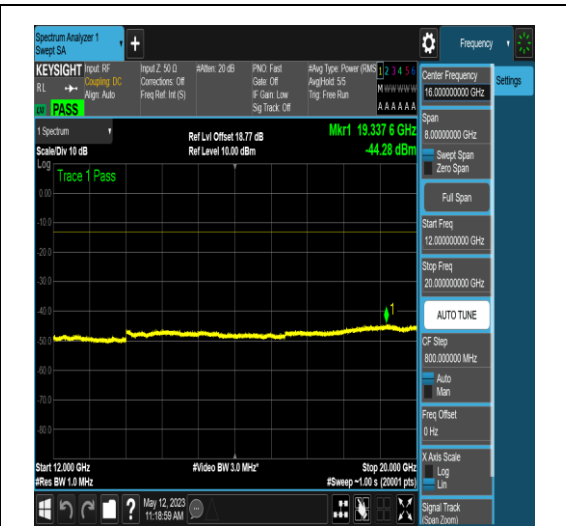 Spectrum Analyzer 1
Swept SA
+
Frequency
KEYSIGHT
RL
PASS
Input: RF
Coupling: DC
Align: Auto
Input Z: 50 Ω
Corrections: Off
Freq Ref: Int (S)
#Atten: 20 dB
PNO: Fast
Gate: Off
IF Gain: Low
Sig Track: Off
#Avg Type: Power (RMS
Avg|Hold: 5/5
Trig: Free Run
1 2 3 4 5 6
M W W W W W
A A A A A A
1 Spectrum
Scale/Div 10 dB
Log
Ref Lvl Offset 18.77 dB
Ref Level 10.00 dBm
Mkr1 19.337 6 GHz
-44.28 dBm
Trace 1 Pass
0.00
-10.0
-20.0
-30.0
-40.0
-50.0
-60.0
-70.0
-80.0
1
Start 12.000 GHz
#Res BW 1.0 MHz
#Video BW 3.0 MHz*
Stop 20.000 GHz
#Sweep ~1.00 s (20001 pts)
?
May 12, 2023
11:18:59 AM
Center Frequency
16.000000000 GHz
Settings
Span
8.00000000 GHz
Swept Span
Zero Span
Full Span
Start Freq
12.000000000 GHz
Stop Freq
20.000000000 GHz
AUTO TUNE
CF Step
800.000000 MHz
Auto
Man
Freq Offset
0 Hz
X Axis Scale
Log
Lin
Signal Track
(Span Zoom)